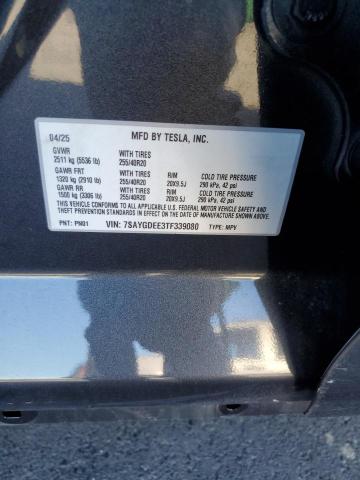 04/25 MFD BY TESLA, INC.
GVWR WITH TIRES
2511 kg (5536 lb) 255/40R20
GAWR FRT WITH TIRES RIM COLD TIRE PRESSURE
1320 kg (2910 lb) 255/40R20 20X9.5J 290 kPa, 42 psi
GAWR RR WITH TIRES RIM COLD TIRE PRESSURE
1500 kg (3306 lb) 255/40R20 20X9.5J 290 kPa, 42 psi
THIS VEHICLE CONFORMS TO ALL APPLICABLE U.S. FEDERAL MOTOR VEHICLE SAFETY AND
THEFT PREVENTION STANDARDS IN EFFECT ON THE DATE OF MANUFACTURE SHOWN ABOVE.
PNT: PN01 VIN: 7SAYGDEE3TF339080 TYPE: MPV